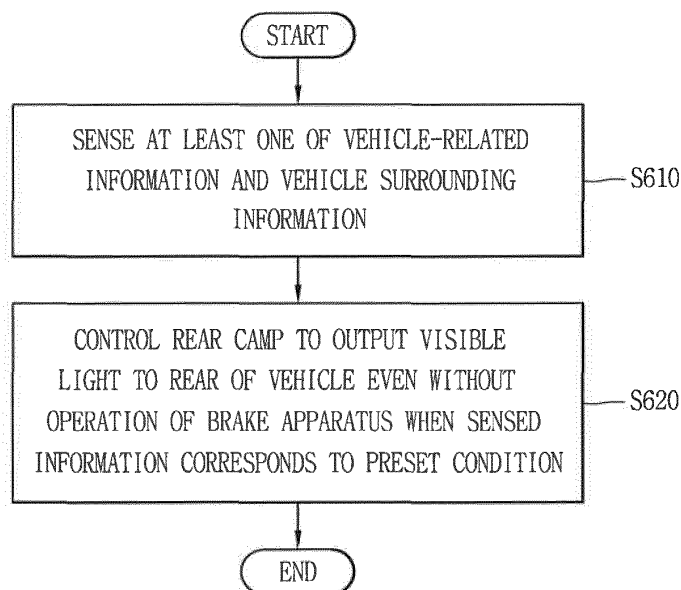 START
SENSE AT LEAST ONE OF VEHICLE-RELATED
INFORMATION AND VEHICLE SURROUNDING
INFORMATION
S610
CONTROL REAR CAMP TO OUTPUT VISIBLE
LIGHT TO REAR OF VEHICLE EVEN WITHOUT
OPERATION OF BRAKE APPARATUS WHEN SENSED
INFORMATION CORRESPONDS TO PRESET CONDITION
S620
END